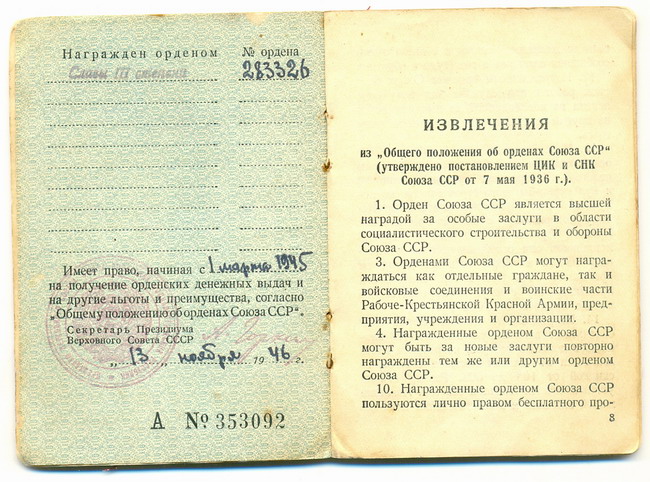 Награжден орденом № ордена
Славы III степени 283326
Имеет право, начиная с 1 марта 1945
на получение орденских денежных выдач и
на другие льготы и преимущества, согласно
„Общему положению об орденах Союза ССР“.
Секретарь Президиума
Верховного Совета СССР
„13„ ноября 1946 г.
А № 353092
ИЗВЛЕЧЕНИЯ
из „Общего положения об орденах Союза ССР“
(утверждено постановлением ЦИК и СНК
Союза ССР от 7 мая 1936 г.).
1. Орден Союза ССР является высшей
наградой за особые заслуги в области
социалистического строительства и обороны
Союза ССР.
3. Орденами Союза ССР могут награ-
ждаться как отдельные граждане, так и
войсковые соединения и воинские части
Рабоче-Крестьянской Красной Армии, пред-
приятия, учреждения и организации.
4. Награжденные орденом Союза ССР
могут быть за новые заслуги повторно
награждены тем же или другим орденом
Союза ССР.
10. Награжденные орденом Союза ССР
пользуются лично правом бесплатного про-
3